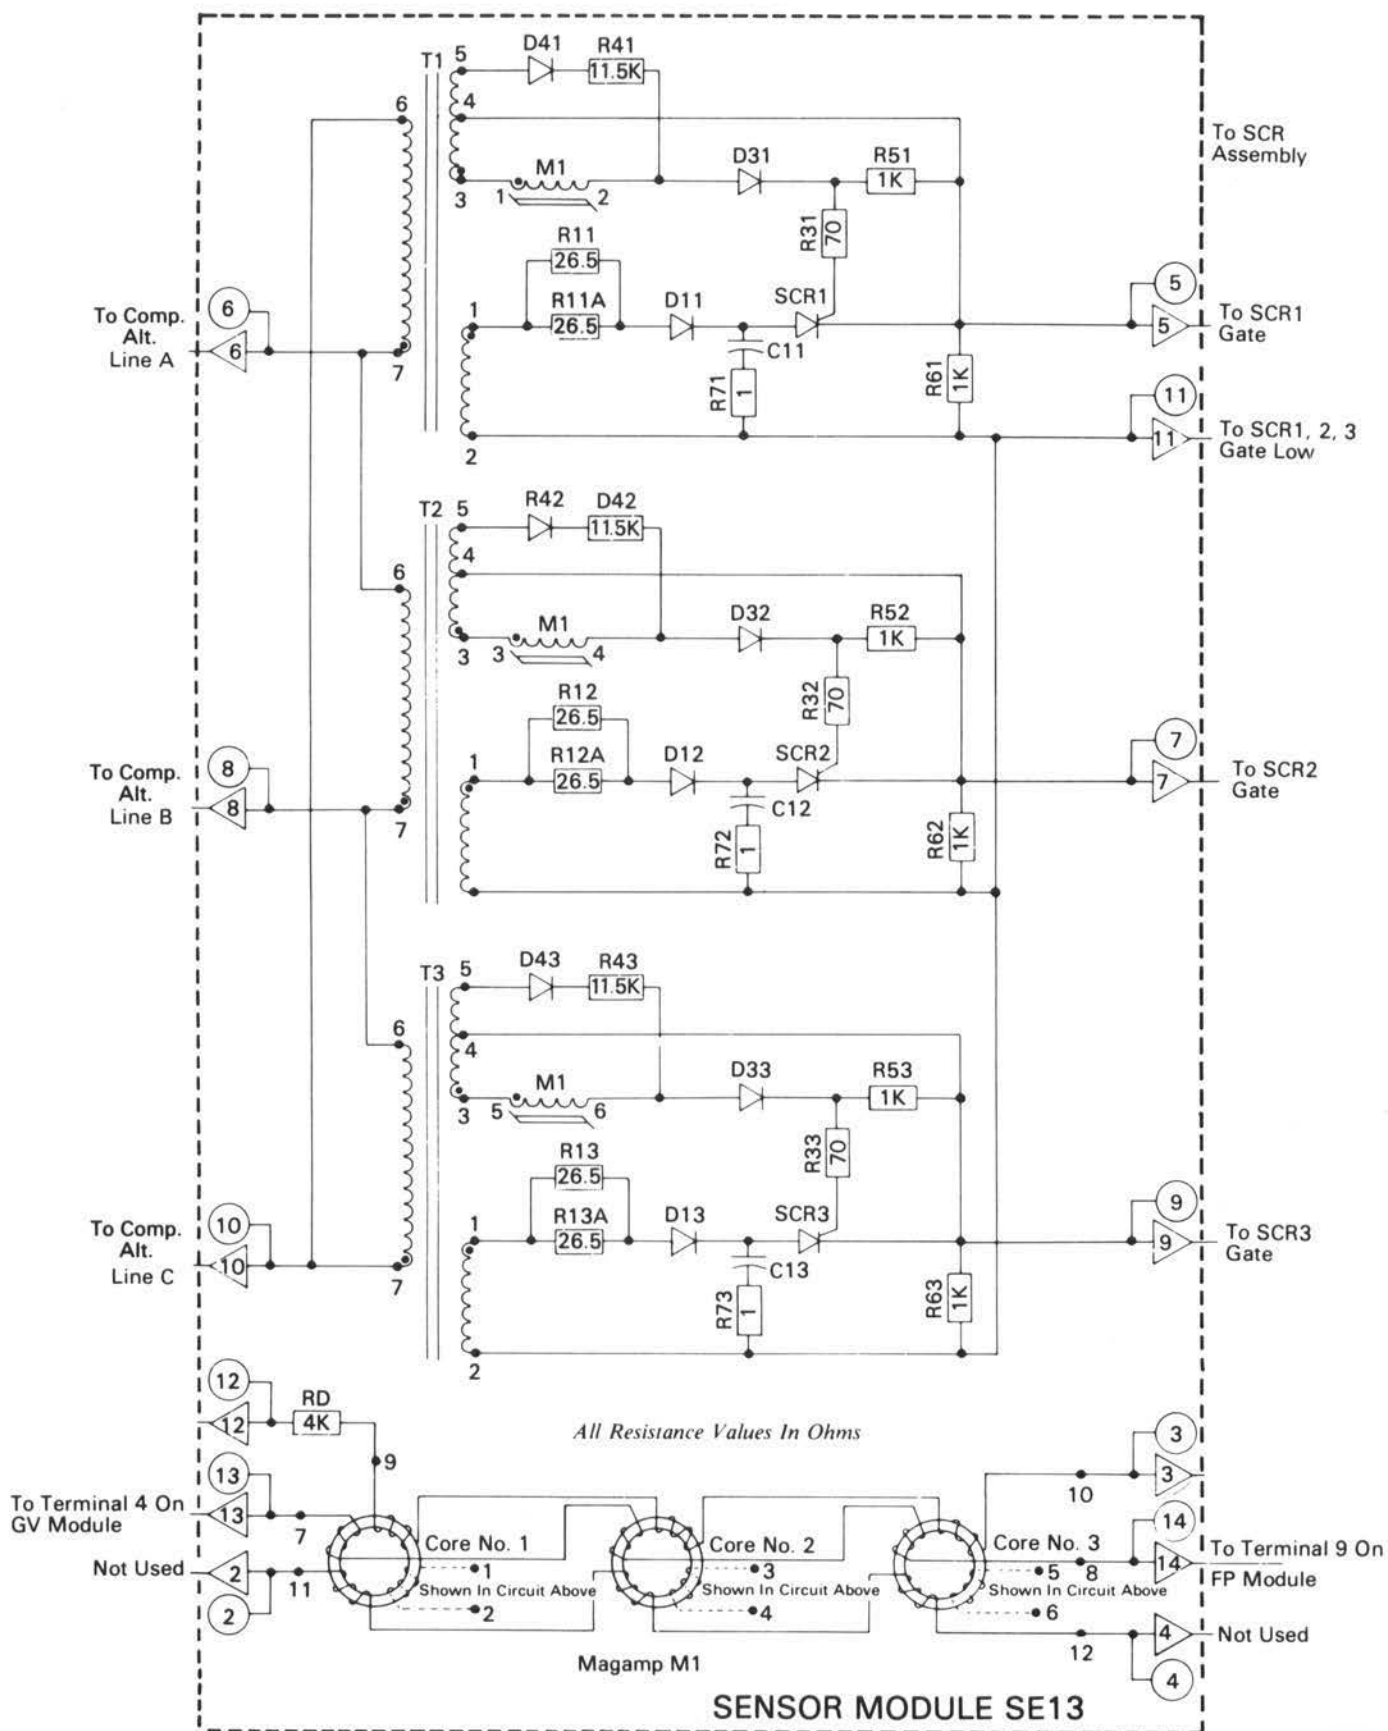 T1
5
D41
R41
11.5K
4
6
3
M1
1
2
D31
R51
1K
R31
70
To SCR
Assembly
R11
26.5
R11A
26.5
1
D11
SCR1
C11
R71
1
R61
1K
2
7
6
To Comp.
Alt.
Line A
6
5
5
To SCR1
Gate
11
11
To SCR1, 2, 3
Gate Low
T2
5
R42
D42
11.5K
4
6
3
M1
3
4
D32
R52
1K
R32
70
R12
26.5
R12A
26.5
1
D12
SCR2
C12
R72
1
R62
1K
7
8
To Comp.
Alt.
Line B
8
7
7
To SCR2
Gate
T3
5
D43
R43
11.5K
4
6
3
M1
5
6
D33
R53
1K
R33
70
R13
26.5
R13A
26.5
1
D13
SCR3
C13
R73
1
R63
1K
2
7
10
To Comp.
Alt.
Line C
10
9
9
To SCR3
Gate
12
12
RD
4K
9
All Resistance Values In Ohms
3
3
10
13
13
To Terminal 4 On
GV Module
7
Not Used
2
2
11
Core No. 1
1
Shown In Circuit Above
2
Core No. 2
3
Shown In Circuit Above
4
Core No. 3
5
8
Shown In Circuit Above
6
14
14
To Terminal 9 On
FP Module
12
4
4
Not Used
Magamp M1
SENSOR MODULE SE13